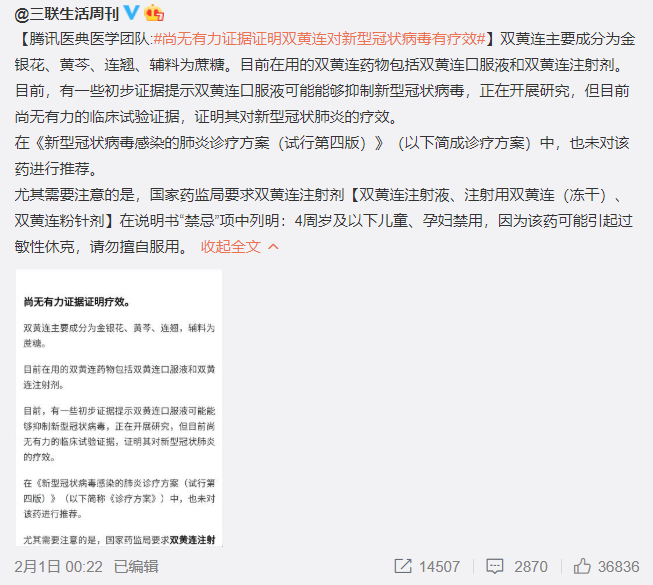 @三联生活周刊
【腾讯医典医学团队:#尚无有力证据证明双黄连对新型冠状病毒有疗效#】双黄连主要成分为金
银花、黄芩、连翘、辅料为蔗糖。目前在用的双黄连药物包括双黄连口服液和双黄连注射剂。
目前，有一些初步证据提示双黄连口服液可能能够抑制新型冠状病毒，正在开展研究，但目前
尚无有力的临床试验证据，证明其对新型冠状肺炎的疗效。
在《新型冠状病毒感染的肺炎诊疗方案（试行第四版）》（以下简成诊疗方案）中，也未对该
药进行推荐。
尤其需要注意的是，国家药监局要求双黄连注射剂【双黄连注射液、注射用双黄连（冻干）、
双黄连粉针剂】在说明书“禁忌”项中列明：4周岁及以下儿童、孕妇禁用，因为该药可能引起过
敏性休克，请勿擅自服用。 收起全文
尚无有力证据证明疗效。
双黄连主要成分为金银花、黄芩、连翘，辅料为
蔗糖。
目前在用的双黄连药物包括双黄连口服液和双黄
连注射剂。
目前，有一些初步证据提示双黄连口服液可能能
够抑制新型冠状病毒，正在开展研究，但目前尚
无有力的临床试验证据，证明其对新型冠状肺炎
的疗效。
在《新型冠状病毒感染的肺炎诊疗方案（试行第
四版）》（以下简称《诊疗方案》）中，也未对
该药进行推荐。
尤其需要注意的是，国家药监局要求双黄连注射
2月1日 00:22 已编辑
14507 2870 36836